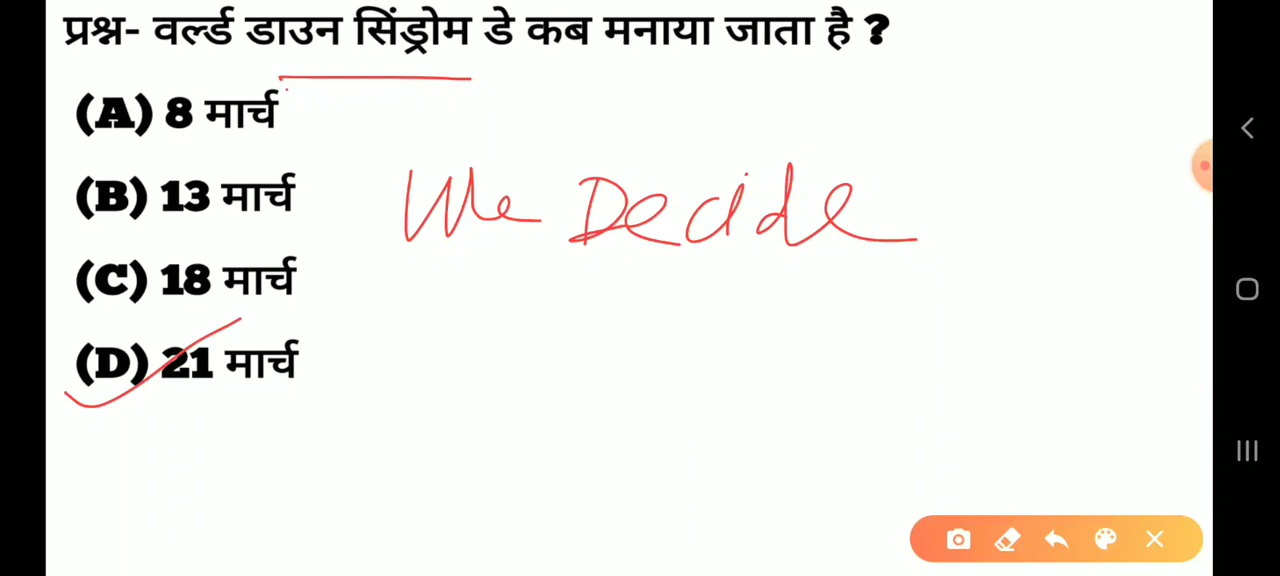 प्रश्न- वर्ल्ड डाउन सिंड्रोम डे कब मनाया जाता है ?
(A) 8 मार्च
(B) 13 मार्च
We Decide
(C) 18 मार्च
(D) 21 मार्च